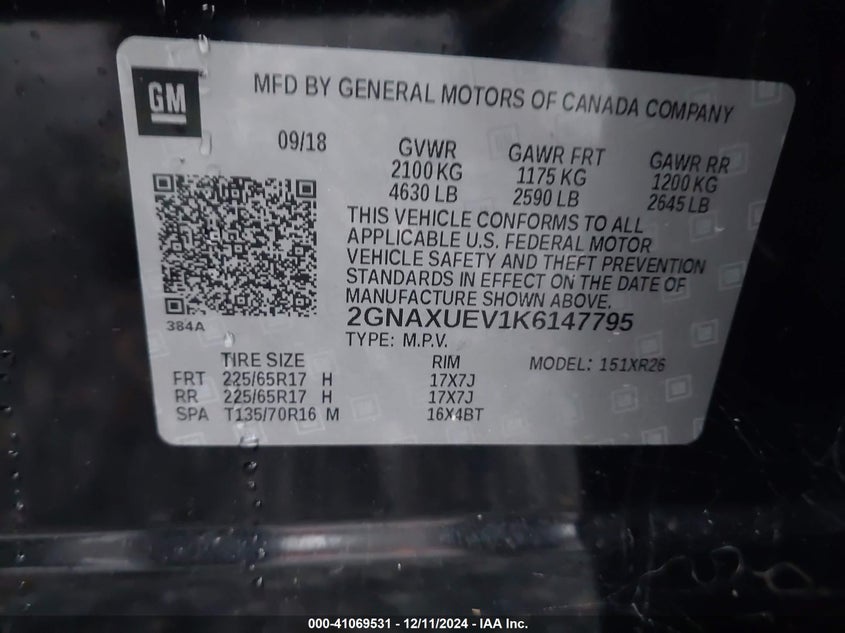 GM
MFD BY GENERAL MOTORS OF CANADA COMPANY
09/18
GVWR GAWR FRT GAWR RR
2100 KG 1175 KG 1200 KG
4630 LB 2590 LB 2645 LB
THIS VEHICLE CONFORMS TO ALL
APPLICABLE U.S. FEDERAL MOTOR
VEHICLE SAFETY AND THEFT PREVENTION
STANDARDS IN EFFECT ON THE DATE OF
MANUFACTURE SHOWN ABOVE.
384A
2GNAXUEV1K6147795
TYPE: M.P.V.
TIRE SIZE RIM MODEL: 151XR26
FRT 225/65R17 H 17X7J
RR 225/65R17 H 17X7J
SPA T135/70R16 M 16X4BT
000-41069531 - 12/11/2024 - IAA Inc.